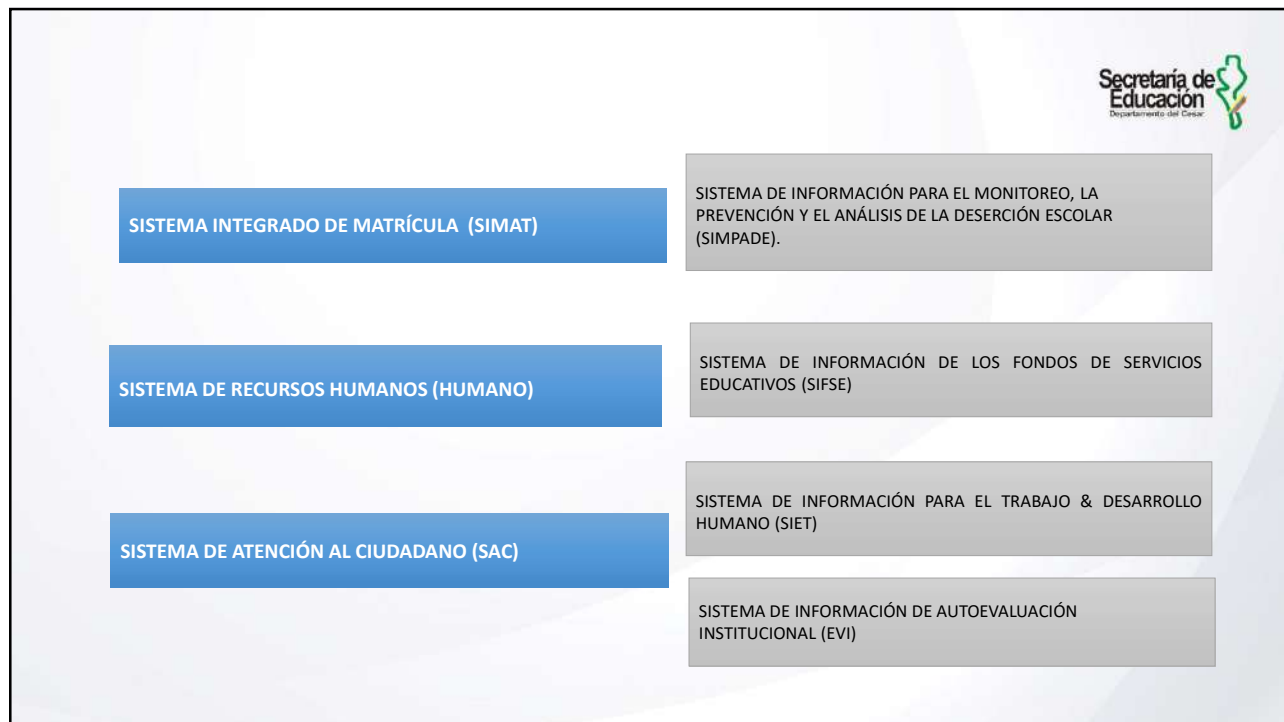 Secretaría de
Educación
Departamento del Cesar
SISTEMA INTEGRADO DE MATRÍCULA (SIMAT)
SISTEMA DE INFORMACIÓN PARA EL MONITOREO, LA
PREVENCIÓN Y EL ANÁLISIS DE LA DESERCIÓN ESCOLAR
(SIMPADE).
SISTEMA DE RECURSOS HUMANOS (HUMANO)
SISTEMA DE INFORMACIÓN DE LOS FONDOS DE SERVICIOS
EDUCATIVOS (SIFSE)
SISTEMA DE ATENCIÓN AL CIUDADANO (SAC)
SISTEMA DE INFORMACIÓN PARA EL TRABAJO & DESARROLLO
HUMANO (SIET)
SISTEMA DE INFORMACIÓN DE AUTOEVALUACIÓN
INSTITUCIONAL (EVI)